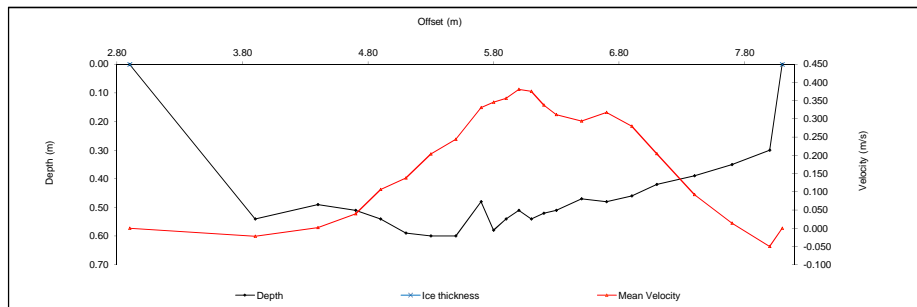 Offset (m)
2.80 3.80 4.80 5.80 6.80 7.80
0.00 0.450
0.400
0.10 0.350
0.20 0.300
0.250
0.30 0.200
0.40 0.150
0.100
0.50 0.050
0.000
0.60 -0.050
0.70 -0.100
Depth (m)
Velocity (m/s)
Depth Ice thickness Mean Velocity